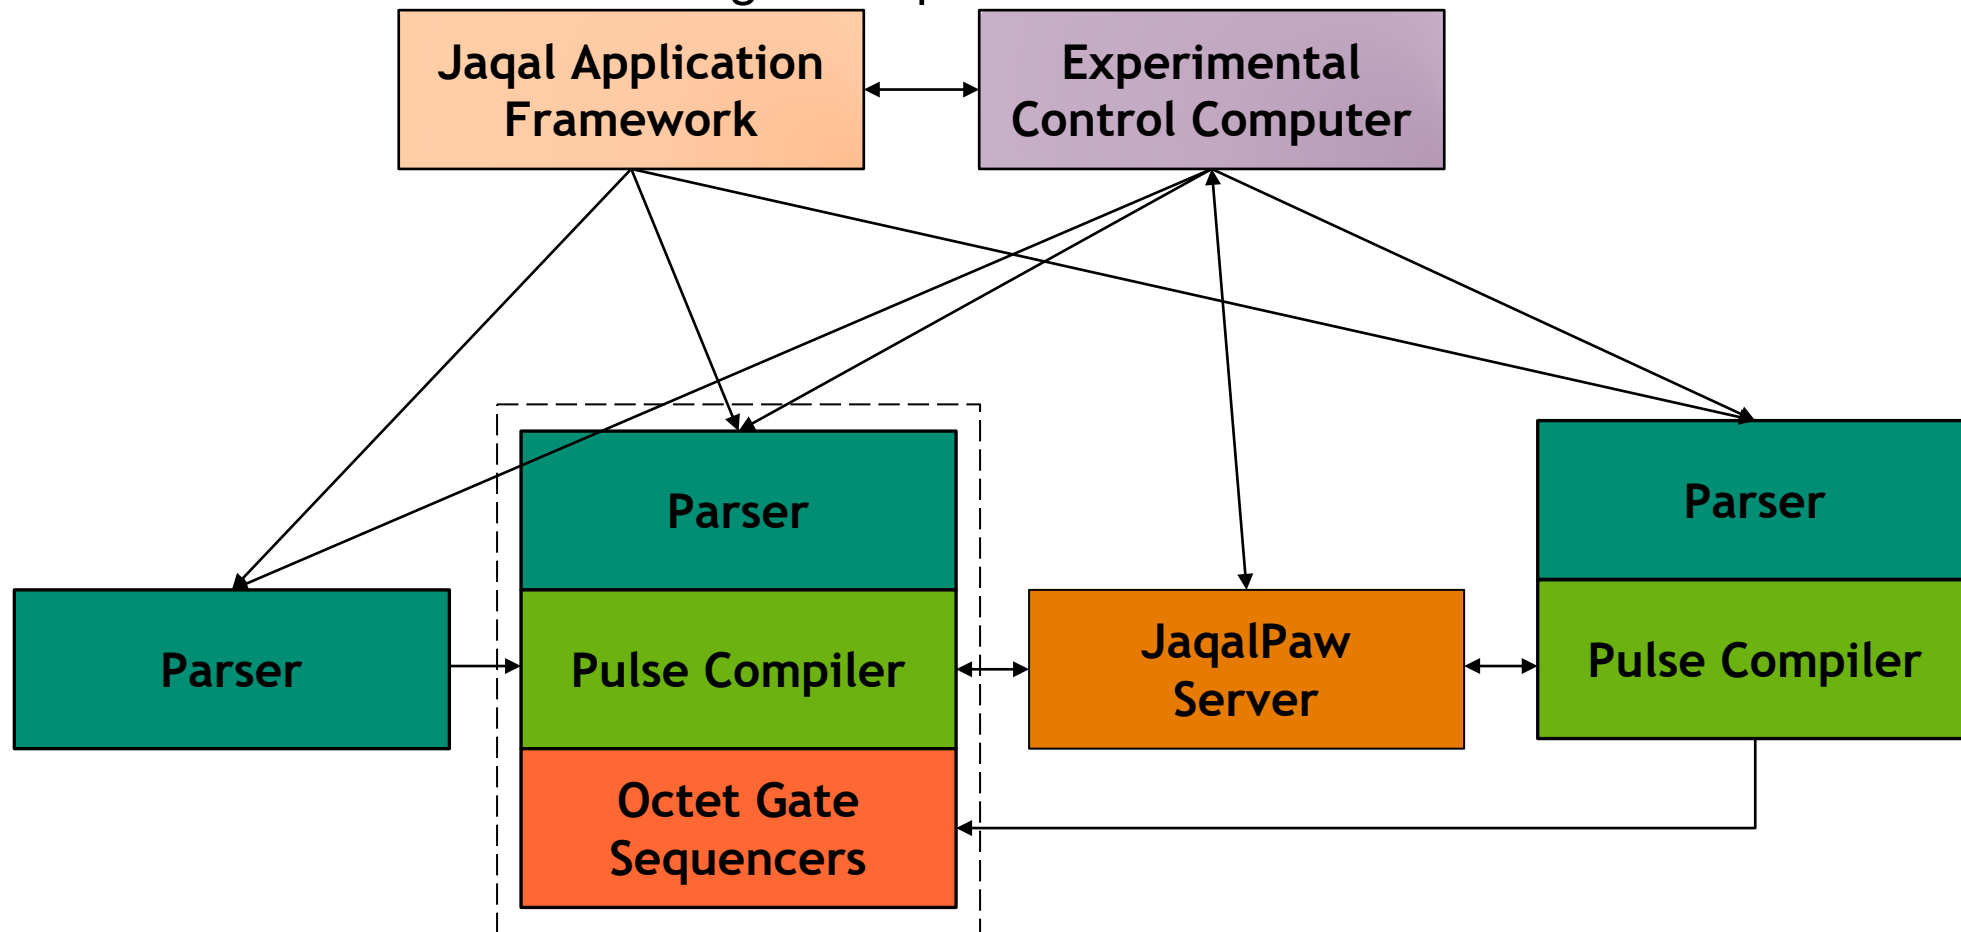 Jaqal Application
Framework
Experimental
Control Computer
Parser
Parser
Pulse Compiler
Octet Gate
Sequencers
JaqalPaw
Server
Parser
Pulse Compiler